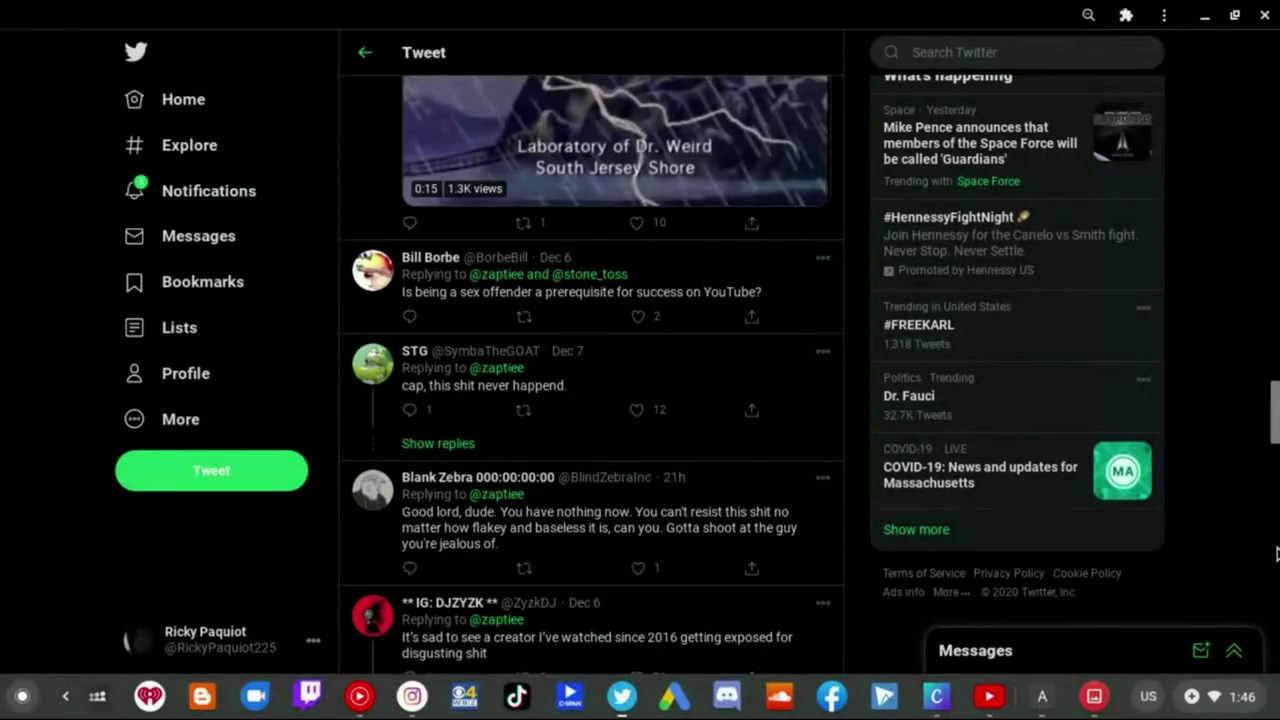 Home
Explore
Notifications
Messages
Bookmarks
Lists
Profile
More
Tweet
Ricky Paquiot
@RickyPaquiot225
Tweet
Laboratory of Dr. Weird
South Jersey Shore
0:15 1.3K views
1 10
Bill Borbe @BorbeBill · Dec 6
Replying to @zaptiee and @stone_toss
Is being a sex offender a prerequisite for success on YouTube?
2
STG @SymbaTheGOAT · Dec 7
Replying to @zaptiee
cap, this shit never happend.
1 12
Show replies
Blank Zebra 000:00:00:00 @BlindZebraInc · 21h
Replying to @zaptiee
Good lord, dude. You have nothing now. You can't resist this shit no
matter how flakey and baseless it is, can you. Gotta shoot at the guy
you're jealous of.
1
** IG: DJZYZK ** @ZyzkDJ · Dec 6
Replying to @zaptiee
It's sad to see a creator I've watched since 2016 getting exposed for
disgusting shit
Search Twitter
What's happening
Space · Yesterday
Mike Pence announces that
members of the Space Force will
be called 'Guardians'
Trending with Space Force
GUARDIANS
#HennessyFightNight
Join Hennessy for the Canelo vs Smith fight.
Never Stop. Never Settle.
Promoted by Hennessy US
Trending in United States
#FREEKARL
1,318 Tweets
Politics · Trending
Dr. Fauci
32.7K Tweets
COVID-19 · LIVE
COVID-19: News and updates for
Massachusetts
MA
Show more
Terms of Service Privacy Policy Cookie Policy
Ads info More © 2020 Twitter, Inc.
Messages
US
1:46